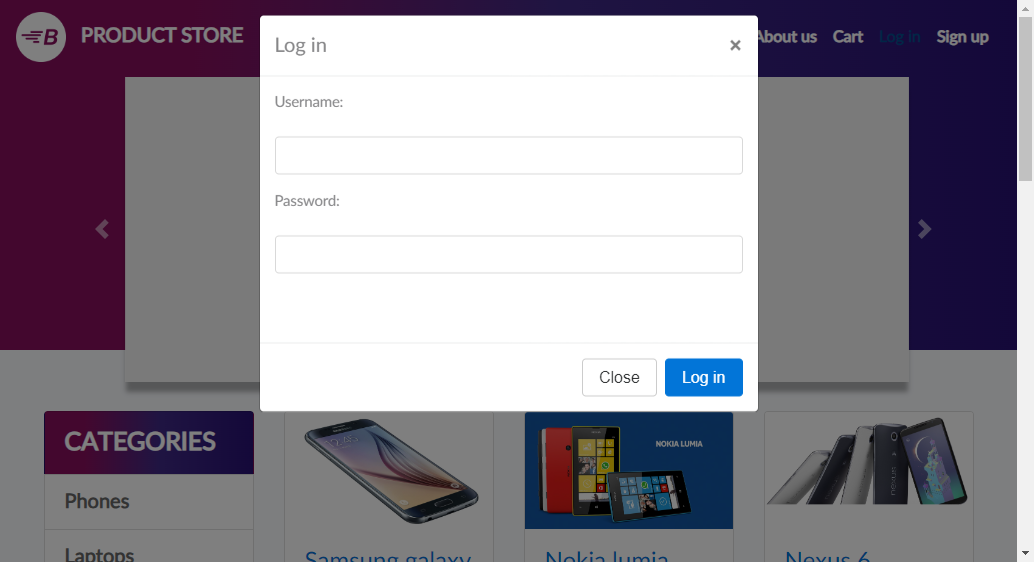 B PRODUCT STORE
About us Cart Log in Sign up
Log in ×
Username:
Password:
Close Log in
CATEGORIES
Phones
Laptops
NOKIA LUMIA
nexus
Samsung galaxy
Nokia lumia
Nexus 6